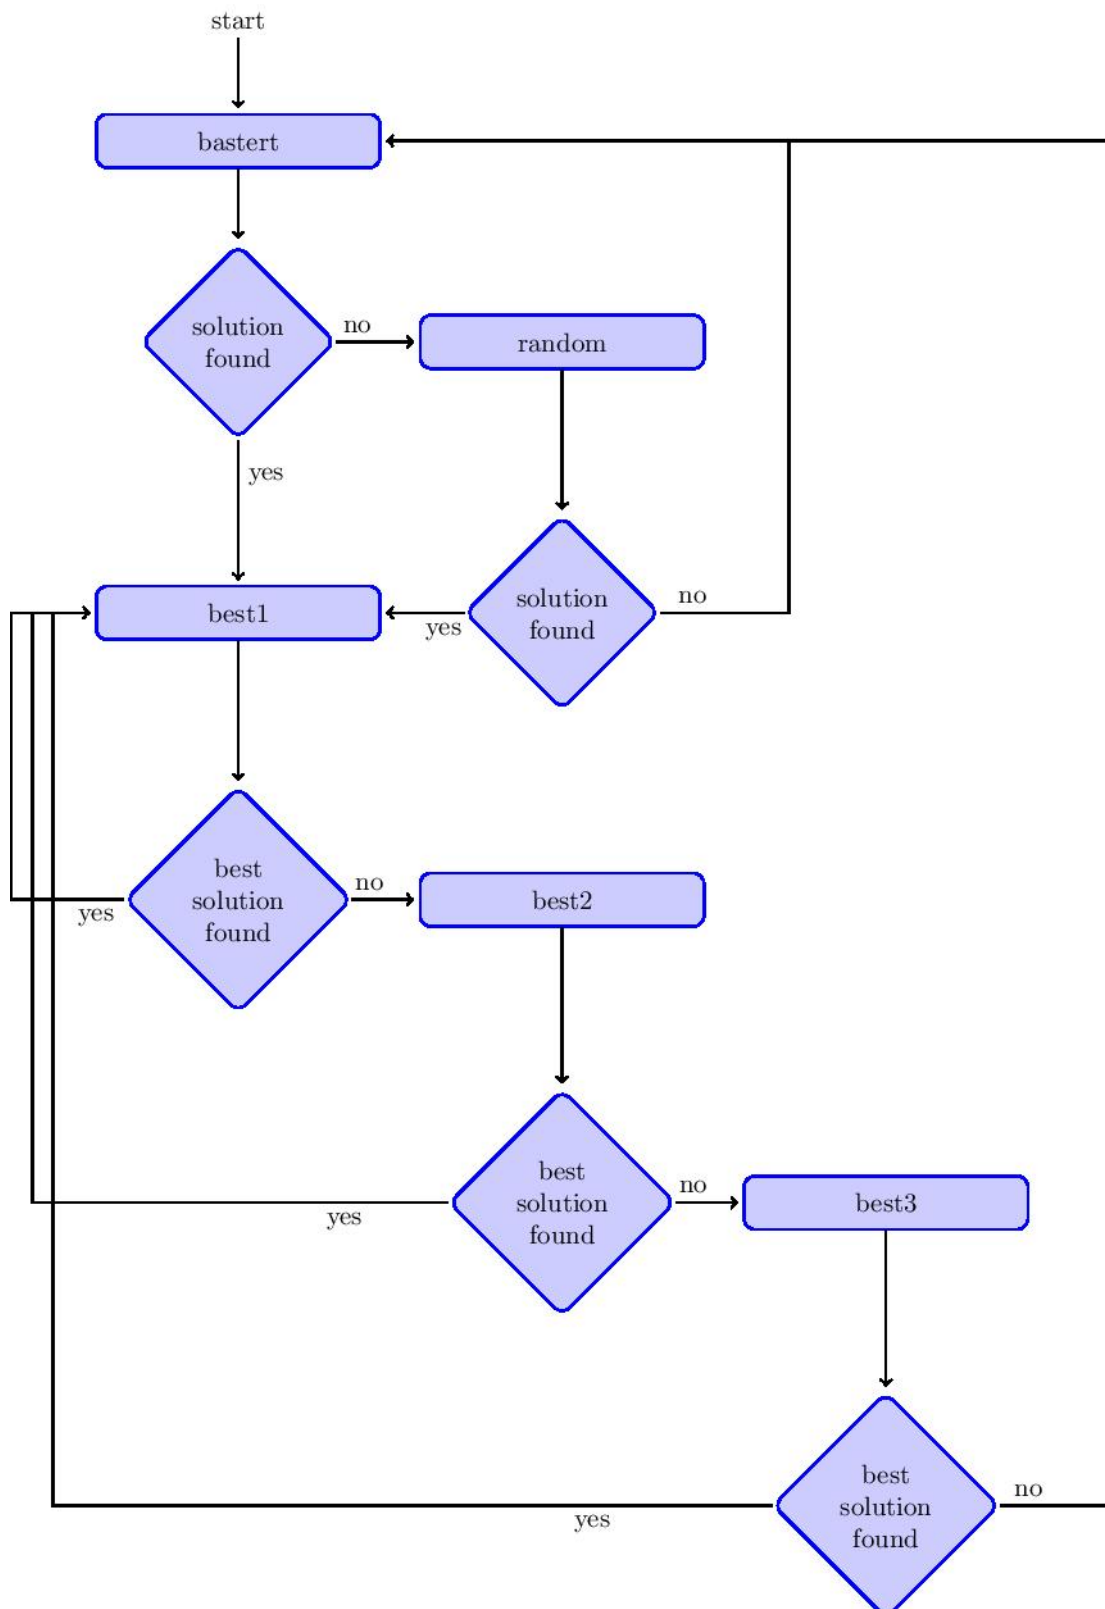 start
bastert
solution
found
no
random
yes
best1
yes
solution
found
no
best
solution
found
yes
no
best2
best
solution
found
yes
no
best3
best
solution
found
yes
no